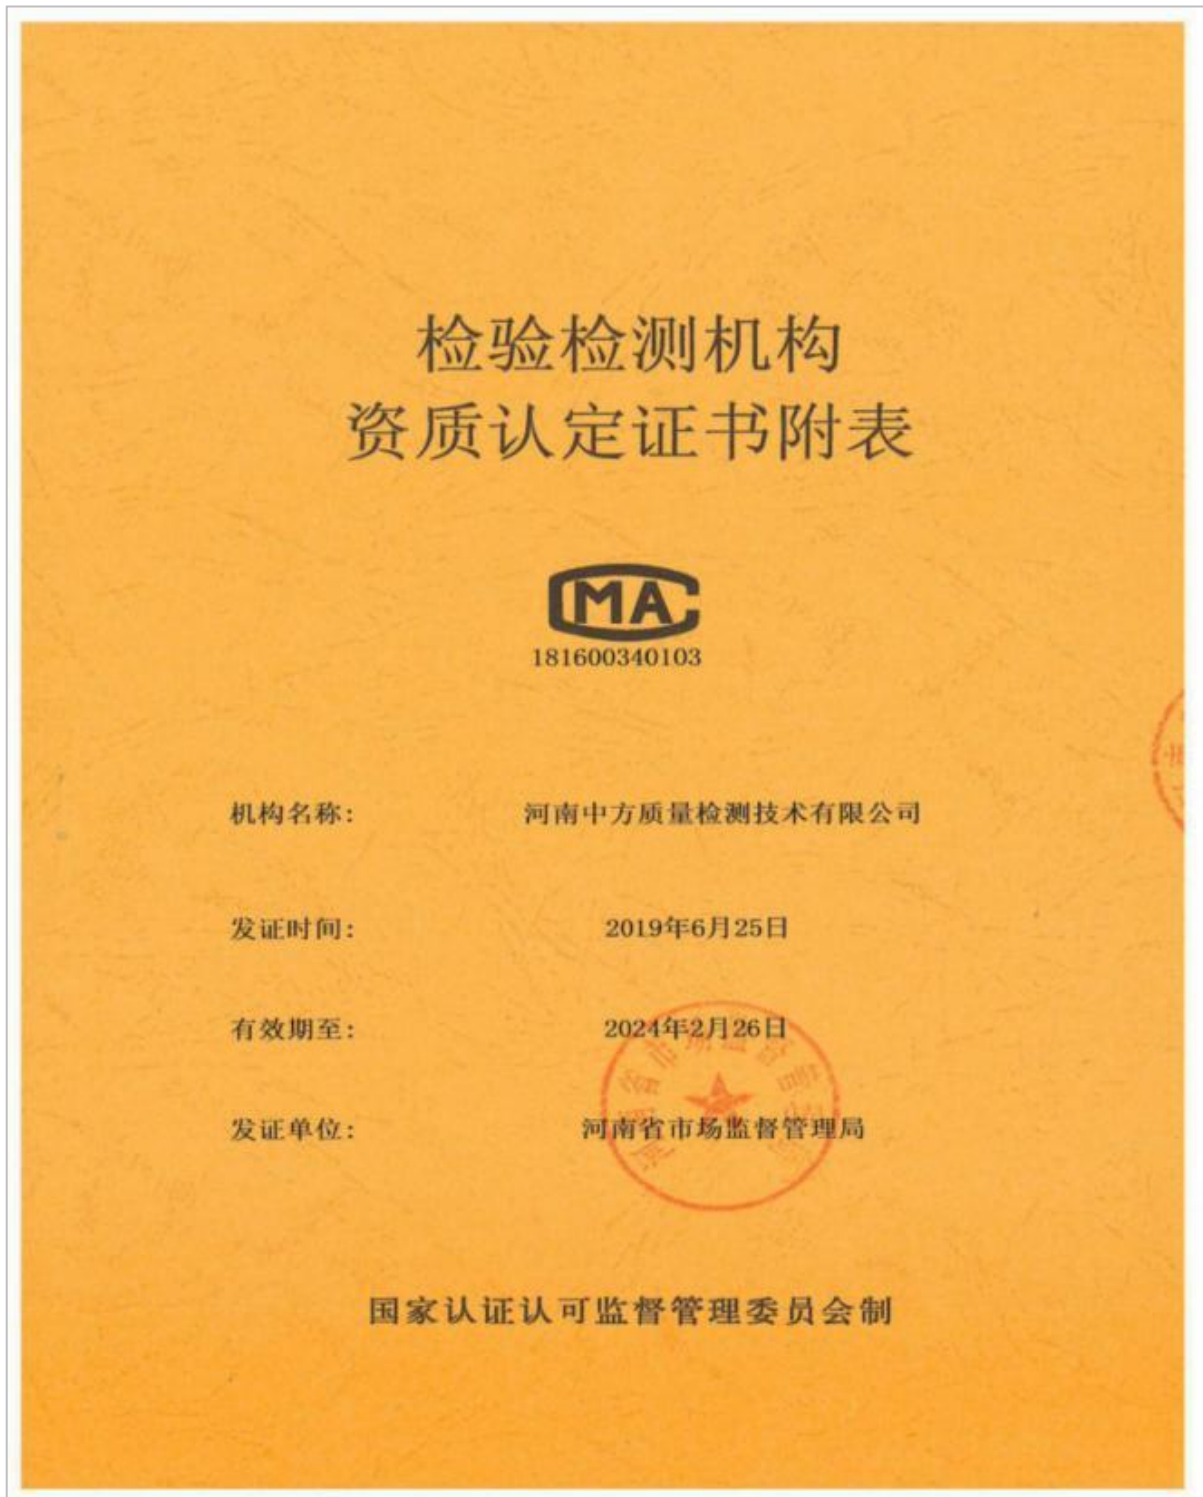 检验检测机构
资质认定证书附表
CMA
181600340103
机构名称: 河南中方质量检测技术有限公司
发证时间: 2019年6月25日
有效期至: 2024年2月26日
发证单位: 河南省市场监督管理局
国家认证认可监督管理委员会制